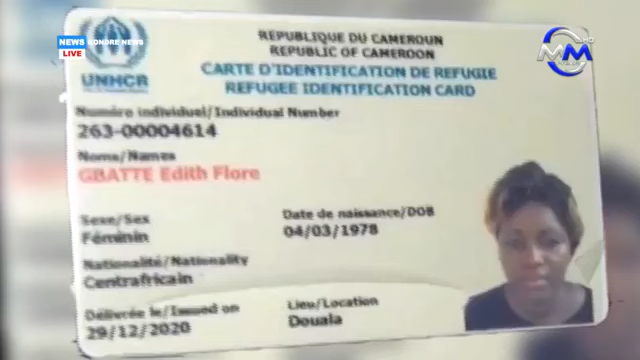 NEWS KONDRE NEWS
LIVE
UNHCR
REPUBLIQUE DU CAMEROUN
REPUBLIC OF CAMEROON
CARTE D'IDENTIFICATION DE REFUGIE
REFUGEE IDENTIFICATION CARD
Numéro individuel/Individual Number
263-00004614
Noms/Names
GBATTE Edith Flore
Sexe/Sex
Féminin
Date de naissance/DOB
04/03/1978
Nationalité/Nationality
Centrafricain
Délivrée le/Issued on
29/12/2020
Lieu/Location
Douala